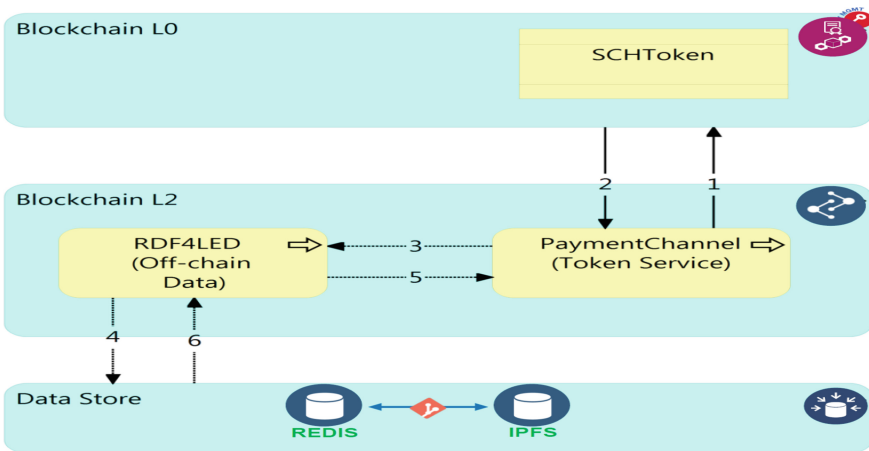 Blockchain L0
MGMT
SCHToken
2
1
Blockchain L2
RDF4LED
(Off-chain
Data)
3
5
PaymentChannel
(Token Service)
4
6
Data Store
REDIS
IPFS